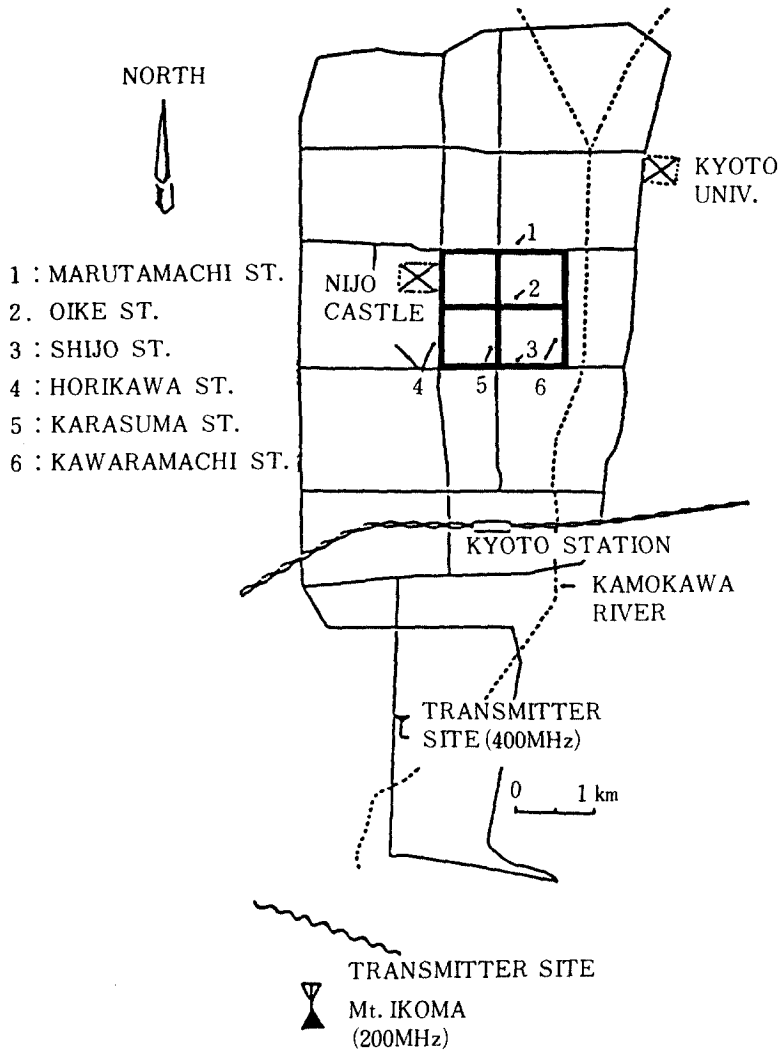 NORTH
KYOTO
UNIV.
1 : MARUTAMACHI ST.
2. OIKE ST.
3 : SHIJO ST.
4 : HORIKAWA ST.
5 : KARASUMA ST.
6 : KAWARAMACHI ST.
NIJO
CASTLE
1
2
3
4
5
6
KYOTO STATION
KAMOKAWA
RIVER
TRANSMITTER
SITE (400MHz)
0 1 km
TRANSMITTER SITE
Mt. IKOMA
(200MHz)